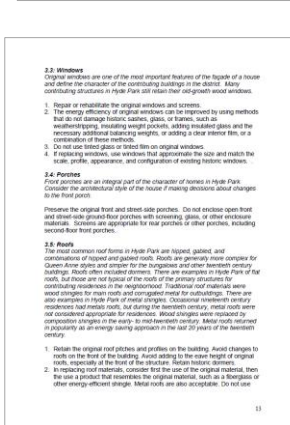 3.3: Windows
Original windows are one of the most important features of the façade of a house
and define the character of the contributing buildings in the district. Many
contributing structures in Hyde Park still retain their old-growth wood windows.
1. Repair or rehabilitate the original windows and screens.
2. The energy efficiency of original windows can be improved by using methods
that do not damage historic sashes, glass, or frames, such as
weatherstripping, insulating weight pockets, adding insulated glass and the
necessary additional balancing weights, or adding a clear interior film, or a
combination of these methods.
3. Do not use tinted glass or tinted film on original windows.
4. If replacing windows, use windows that approximate the size and match the
scale, profile, appearance, and configuration of existing historic windows.
3.4: Porches
Front porches are an integral part of the character of homes in Hyde Park.
Consider the architectural style of the house if making decisions about changes
to the front porch.
Preserve the original front and street-side porches. Do not enclose open front
and street-side ground-floor porches with screening, glass, or other enclosure
materials. Screens are appropriate for rear porches or other porches, including
second-floor front porches.
3.5: Roofs
The most common roof forms in Hyde Park are hipped, gabled, and
combinations of hipped and gabled roofs. Roofs are generally more complex for
Queen Anne styles and simpler for the bungalows and other twentieth century
buildings. Roofs often included dormers. There are examples in Hyde Park of flat
roofs, but those are not typical of the roofs of the primary structures for
contributing residences in the neighborhood. Traditional roof materials were
wood shingles for main roofs and corrugated metal for outbuildings. There are
also examples in Hyde Park of metal shingles. Occasional nineteenth century
residences had metals roofs, but during the twentieth century, metal roofs were
not considered appropriate for residences. Wood shingles were replaced by
composition shingles in the early- to mid-twentieth century. Metal roofs returned
in popularity as an energy saving approach in the last 20 years of the twentieth
century.
1. Retain the original roof pitches and profiles on the building. Avoid changes to
roofs on the front of the building. Avoid adding to the eave height of original
roofs, especially at the front of the structure. Retain historic dormers.
2. In replacing roof materials, consider first the use of the original material, then
the use a product that resembles the original material, such as a fiberglass or
other energy-efficient shingle. Metal roofs are also acceptable. Do not use
13